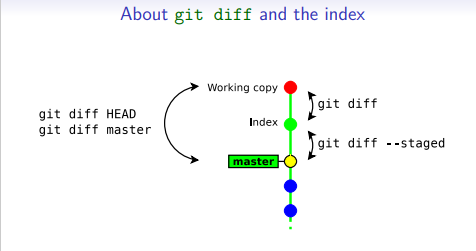 About git diff and the index
Working copy
git diff
git diff HEAD
git diff master
Index
git diff --staged
master